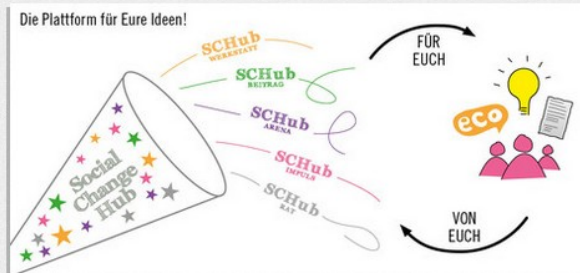 Die Plattform für Eure Ideen!
SCHub
WERKSTATT
SCHub
BEITRAG
SCHub
ARENA
SCHub
IMPULS
SCHub
RAT
Social
Change
Hub
FÜR
EUCH
eco
VON
EUCH